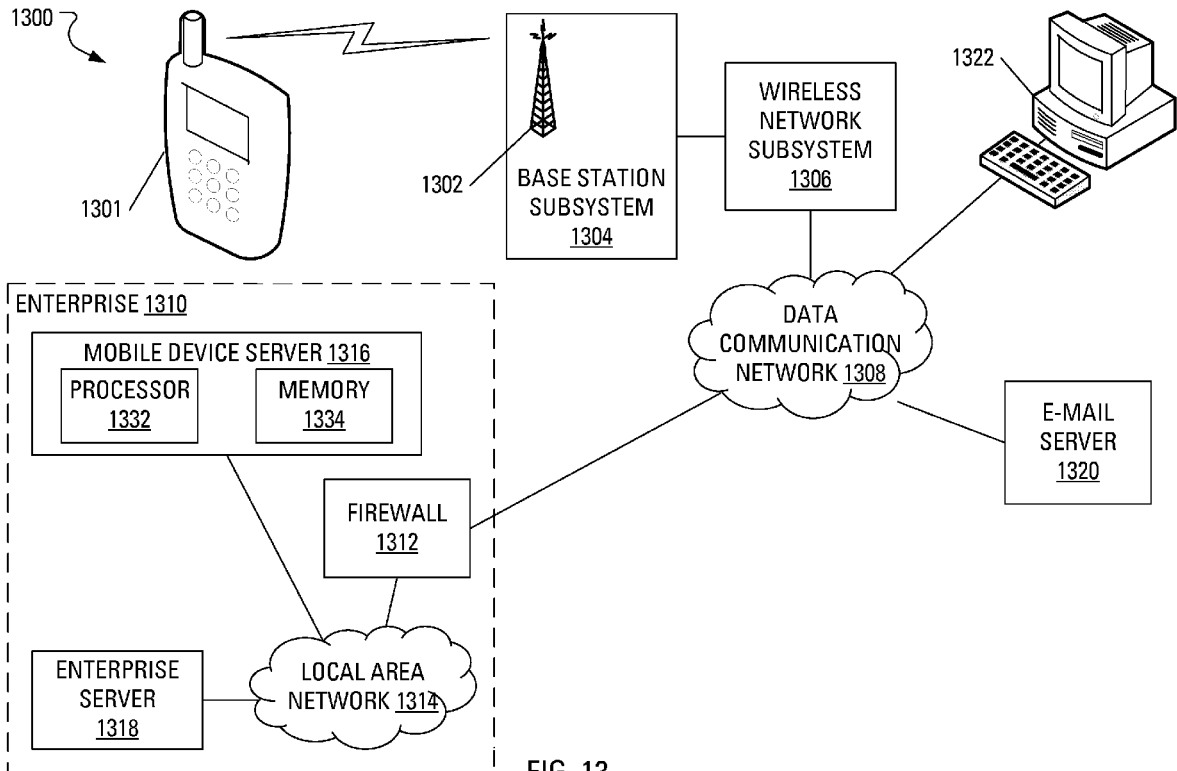 1300
1301
1302
BASE STATION
SUBSYSTEM
1304
WIRELESS
NETWORK
SUBSYSTEM
1306
1322
ENTERPRISE 1310
MOBILE DEVICE SERVER 1316
PROCESSOR
1332
MEMORY
1334
DATA
COMMUNICATION
NETWORK 1308
E-MAIL
SERVER
1320
FIREWALL
1312
ENTERPRISE
SERVER
1318
LOCAL AREA
NETWORK 1314